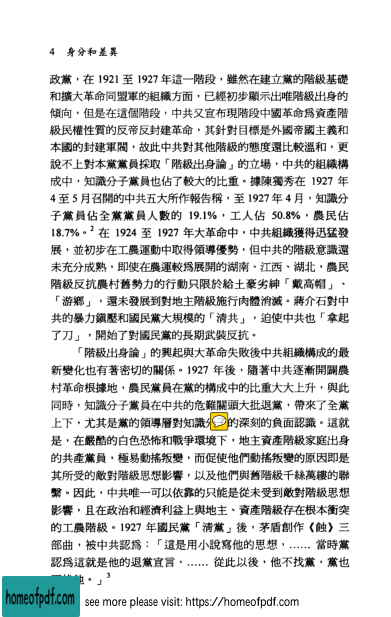 4 身分和差異
政黨，在 1921 至 1927 年這一階段，雖然在建立黨的階級基礎
和擴大革命同盟軍的組織方面，已經初步顯示出唯階級出身的
傾向，但是在這個階段，中共又宣布現階段中國革命爲資產階
級民權性質的反帝反封建革命，其針對目標是外國帝國主義和
本國的封建軍閥，故此中共對其他階級的態度還比較溫和，更
說不上對本黨黨員採取「階級出身論」的立場，中共的組織構
成中，知識分子黨員也佔了較大的比重。據陳獨秀在 1927 年
4 至 5 月召開的中共五大所作報告稱，至 1927 年 4 月，知識分
子黨員佔全黨黨員人數的 19.1%，工人佔 50.8%，農民佔
18.7%。2 在 1924 至 1927 年大革命中，中共組織獲得迅猛發
展，並初步在工農運動中取得領導優勢，但中共的階級意識還
未充分成熟，即使在農運較爲展開的湖南、江西、湖北，農民
階級反抗農村舊勢力的行動只限於給土豪劣紳「戴高帽」、
「游鄉」，還未發展到對地主階級施行肉體消滅。蔣介石對中
共的暴力鎮壓和國民黨大規模的「清共」，迫使中共也「拿起
了刀」，開始了對國民黨的長期武裝反抗。
「階級出身論」的興起與大革命失敗後中共組織構成的最
新變化也有著密切的關係。1927 年後，隨著中共逐漸開闢農
村革命根據地，農民黨員在黨的構成中的比重大大上升，與此
同時，知識分子黨員在中共的危難關頭大批退黨，帶來了全黨
上下，尤其是黨的領導層對知識分的深刻的負面認識。這就
是，在嚴酷的白色恐怖和戰爭環境下，地主資產階級家庭出身
的共產黨員，極易動搖叛變，而促使他們動搖叛變的原因即是
其所受的敵對階級思想影響，以及他們與舊階級千絲萬縷的聯
繫。因此，中共唯一可以依靠的只能是從未受到敵對階級思想
影響，且在政治和經濟利益上與地主、資產階級存在根本衝突
的工農階級。1927 年國民黨「清黨」後，茅盾創作《蝕》三
部曲，被中共認爲：「這是用小說寫他的思想，…… 當時黨
認爲這就是他的退黨宣言，…… 從此以後，他不找黨，黨也
他。」3
homeofpdf.com
see more please visit: https://homeofpdf.com